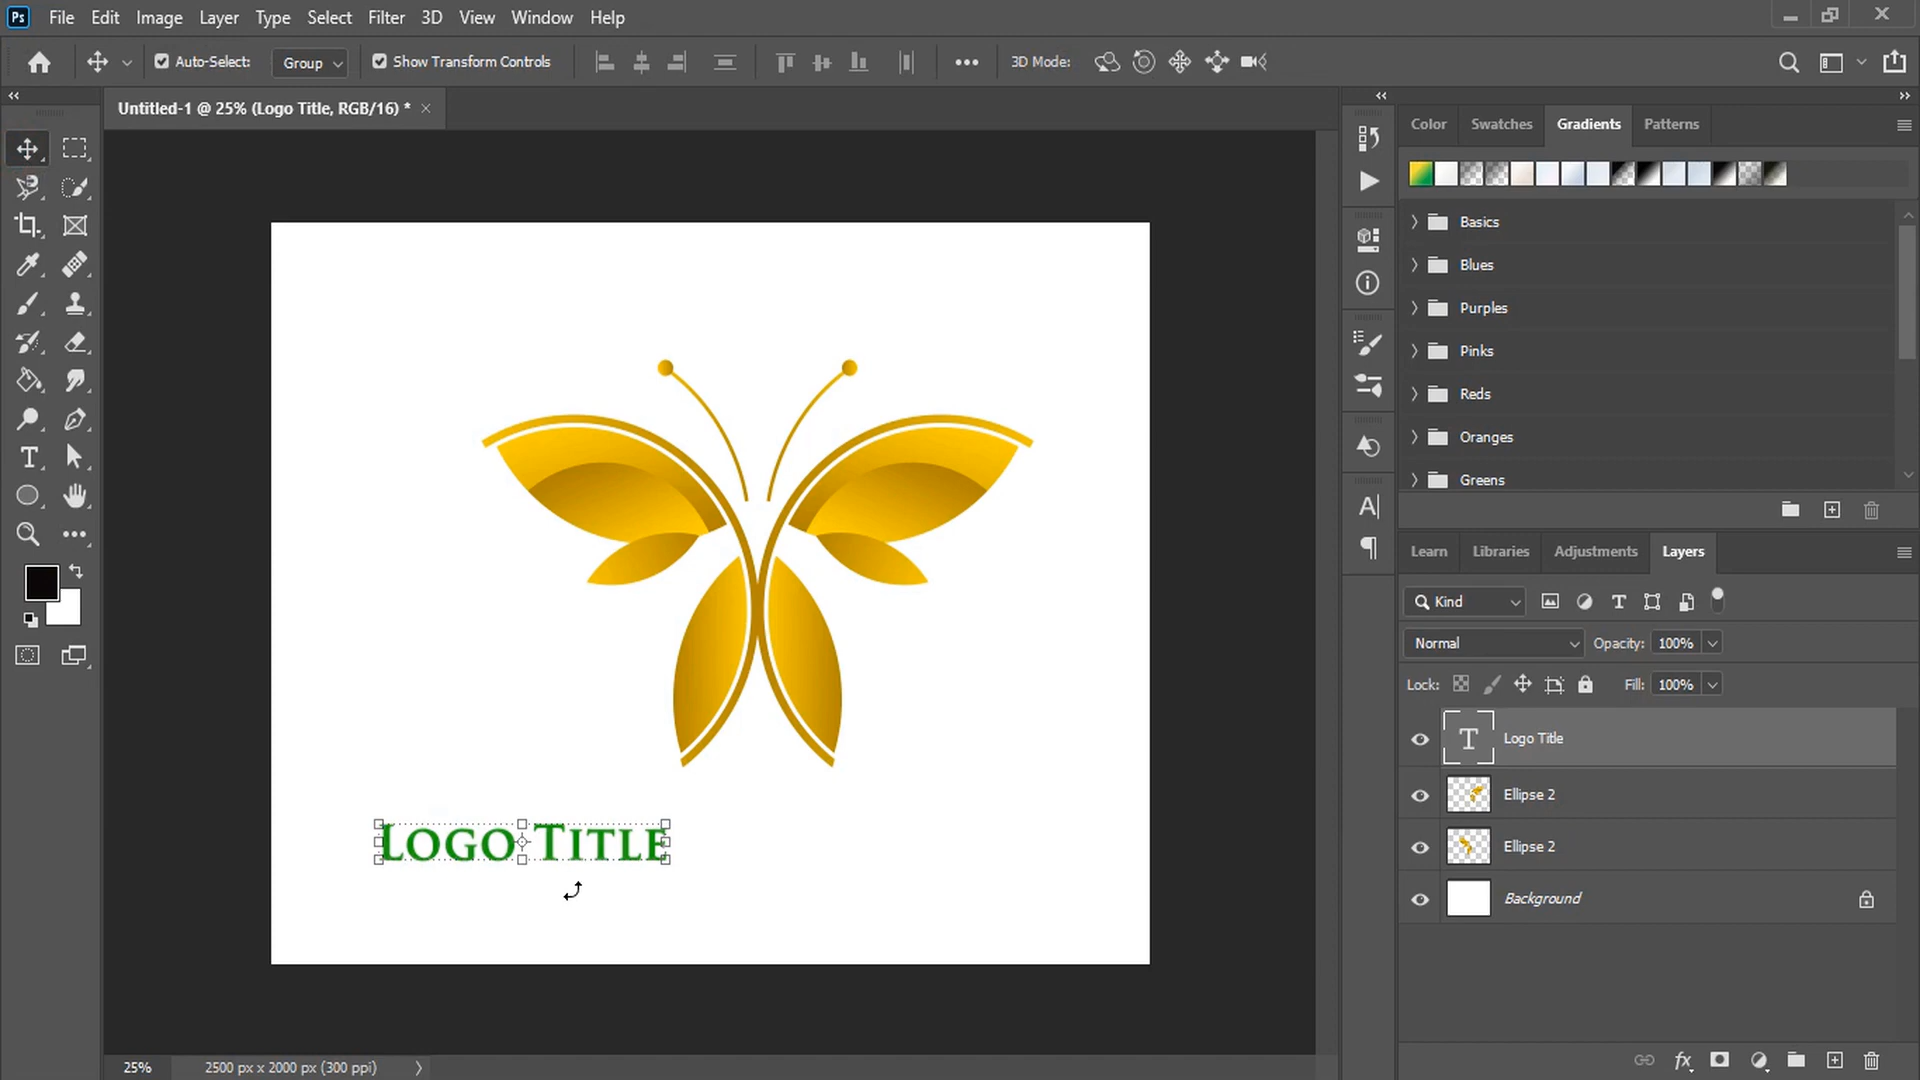 Ps File Edit Image Layer Type Select Filter 3D View Window Help
Auto-Select: Group Show Transform Controls 3D Mode:
Untitled-1 @ 25% (Logo Title, RGB/16) * ×
Color Swatches Gradients Patterns
Basics
Blues
Purples
Pinks
Reds
Oranges
Greens
Learn Libraries Adjustments Layers
Kind
Normal Opacity: 100%
Lock: Fill: 100%
Logo Title
Ellipse 2
Ellipse 2
Background
LOGO TITLE
25% 2500 px x 2000 px (300 ppi)